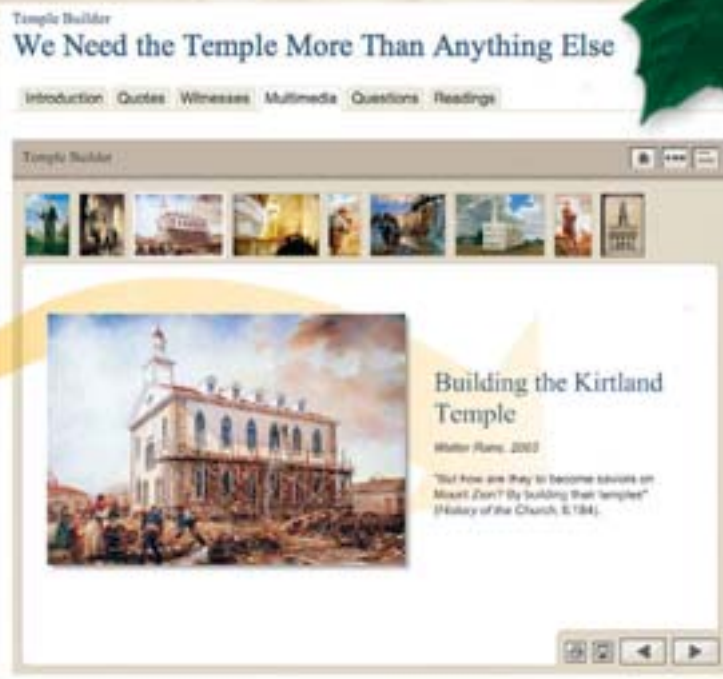 Temple Builder
We Need the Temple More Than Anything Else
Introduction Quotes Witnesses Multimedia Questions Readings
Temple Builder
Building the Kirtland
Temple
Walter Rane, 2003
"But how are they to become saviors on
Mount Zion? By building their temples"
(History of the Church, 6:184).